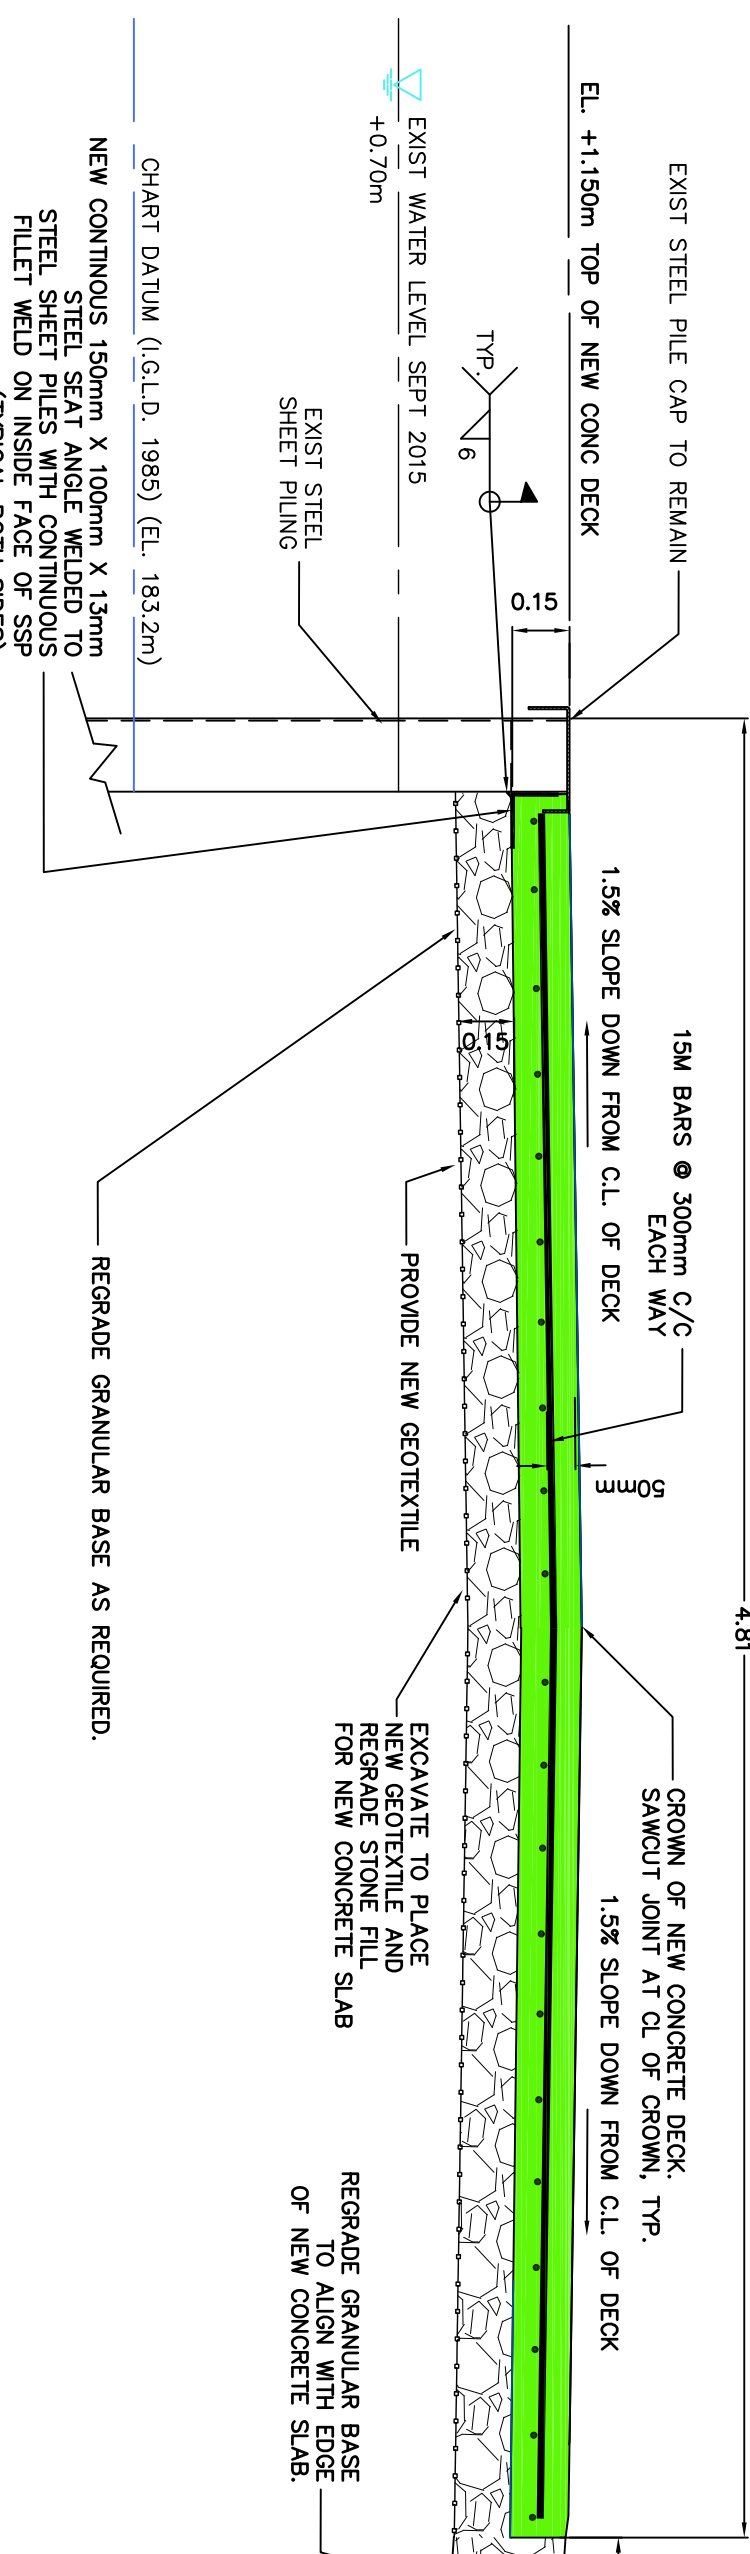 4.81
EXIST STEEL PILE CAP TO REMAIN
EL. +1.150m TOP OF NEW CONC DECK
0.15
TYP.
6
EXIST WATER LEVEL SEPT 2015
+0.70m
EXIST STEEL
SHEET PILING
CHART DATUM (I.G.L.D. 1985) (EL. 183.2m)
NEW CONTINOUS 150mm X 100mm X 13mm
STEEL SEAT ANGLE WELDED TO
STEEL SHEET PILES WITH CONTINUOUS
FILLET WELD ON INSIDE FACE OF SSP
(TYPICAL BOTH SIDES)
15M BARS @ 300mm C/C
EACH WAY
1.5% SLOPE DOWN FROM C.L. OF DECK
50mm
0.15
PROVIDE NEW GEOTEXTILE
REGRADE GRANULAR BASE AS REQUIRED.
CROWN OF NEW CONCRETE DECK.
SAWCUT JOINT AT CL OF CROWN, TYP.
1.5% SLOPE DOWN FROM C.L. OF DECK
EXCAVATE TO PLACE
NEW GEOTEXTILE AND
REGRADE STONE FILL
FOR NEW CONCRETE SLAB
REGRADE GRANULAR BASE
TO ALIGN WITH EDGE
OF NEW CONCRETE SLAB.